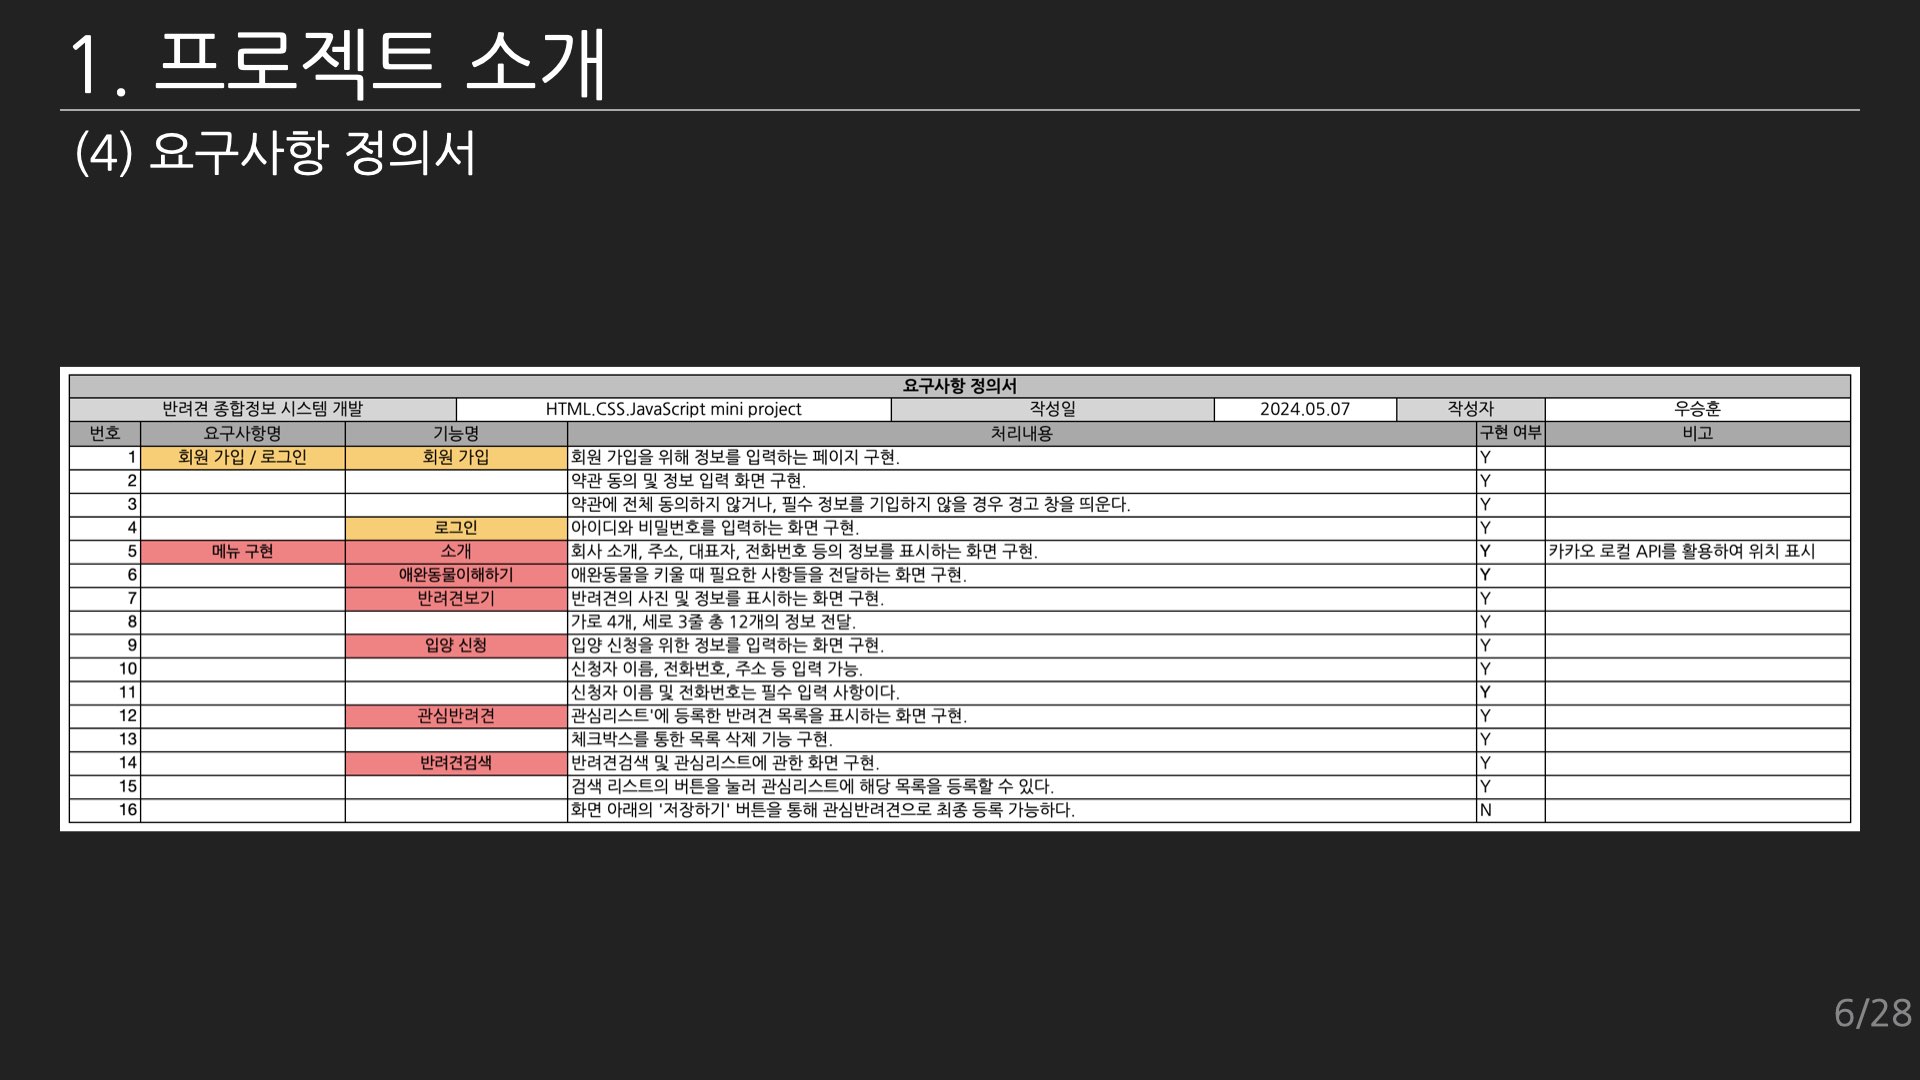 1. 프로젝트 소개
(4) 요구사항 정의서
요구사항 정의서
반려견 종합정보 시스템 개발 HTML.CSS.JavaScript mini project 작성일 2024.05.07 작성자 우승훈
번호 요구사항명 기능명 처리내용 구현 여부 비고
1 회원 가입 / 로그인 회원 가입 회원 가입을 위해 정보를 입력하는 페이지 구현. Y
2 약관 동의 및 정보 입력 화면 구현. Y
3 약관에 전체 동의하지 않거나, 필수 정보를 기입하지 않을 경우 경고 창을 띄운다. Y
4 로그인 아이디와 비밀번호를 입력하는 화면 구현. Y
5 메뉴 구현 소개 회사 소개, 주소, 대표자, 전화번호 등의 정보를 표시하는 화면 구현. Y 카카오 로컬 API를 활용하여 위치 표시
6 애완동물이해하기 애완동물을 키울 때 필요한 사항들을 전달하는 화면 구현. Y
7 반려견보기 반려견의 사진 및 정보를 표시하는 화면 구현. Y
8 가로 4개, 세로 3줄 총 12개의 정보 전달. Y
9 입양 신청 입양 신청을 위한 정보를 입력하는 화면 구현. Y
10 신청자 이름, 전화번호, 주소 등 입력 가능. Y
11 신청자 이름 및 전화번호는 필수 입력 사항이다. Y
12 관심반려견 관심리스트'에 등록한 반려견 목록을 표시하는 화면 구현. Y
13 체크박스를 통한 목록 삭제 기능 구현. Y
14 반려견검색 반려견검색 및 관심리스트에 관한 화면 구현. Y
15 검색 리스트의 버튼을 눌러 관심리스트에 해당 목록을 등록할 수 있다. Y
16 화면 아래의 '저장하기' 버튼을 통해 관심반려견으로 최종 등록 가능하다. N
6/28